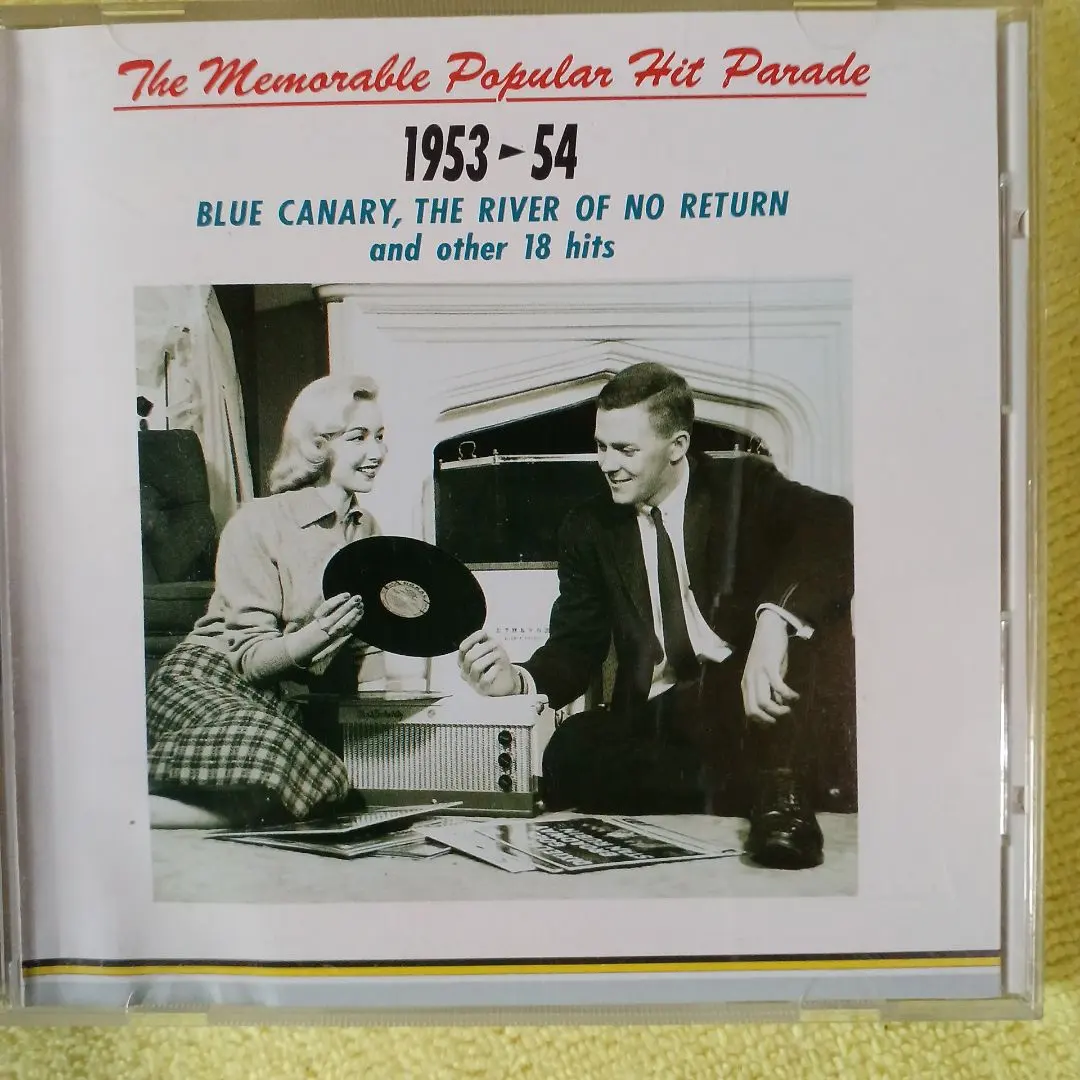 The Memorable Popular Hit Parade
1953►54
BLUE CANARY, THE RIVER OF NO RETURN
and other 18 hits